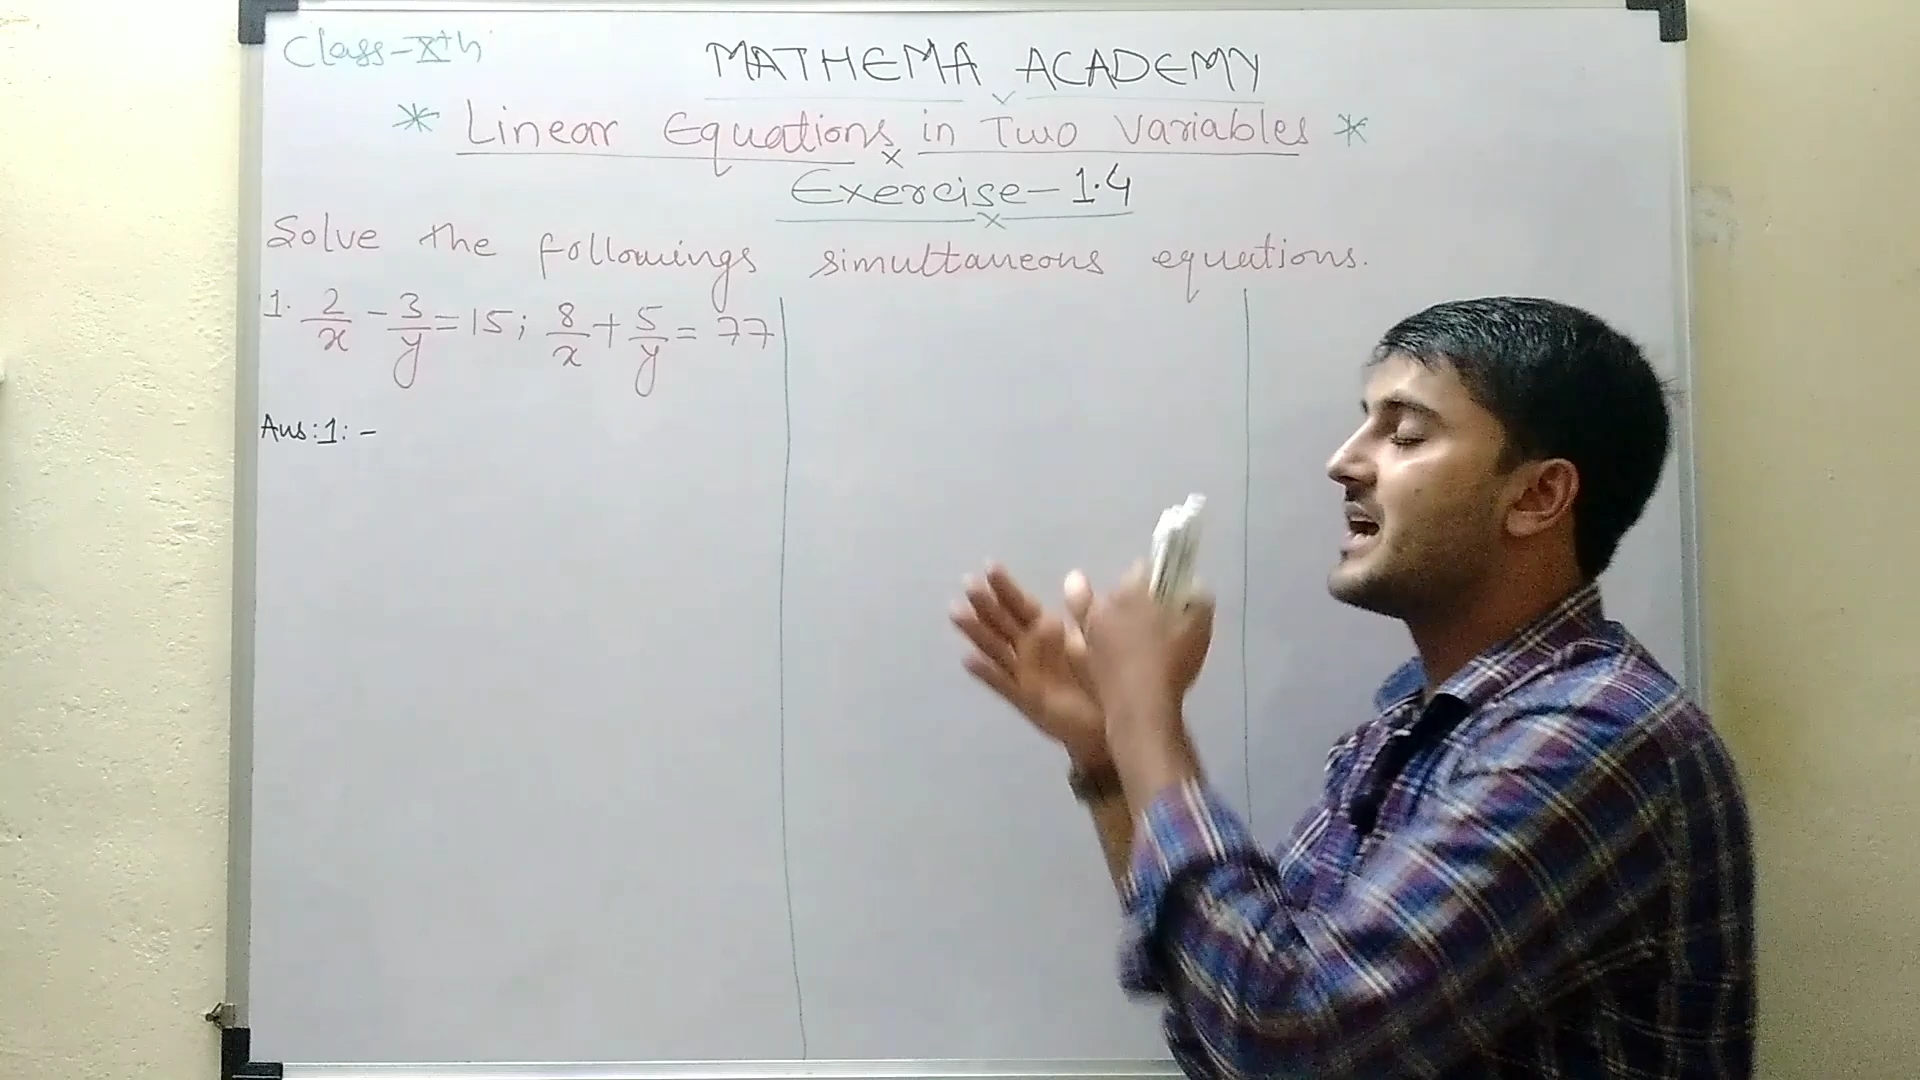 Class-Xth
MATHEMA ACADEMY
* Linear Equations in Two Variables *
Exercise-1.4
Solve the followings simultaneous equations.
1. 2/x - 3/y = 15; 8/x + 5/y = 77
Ans:1:-